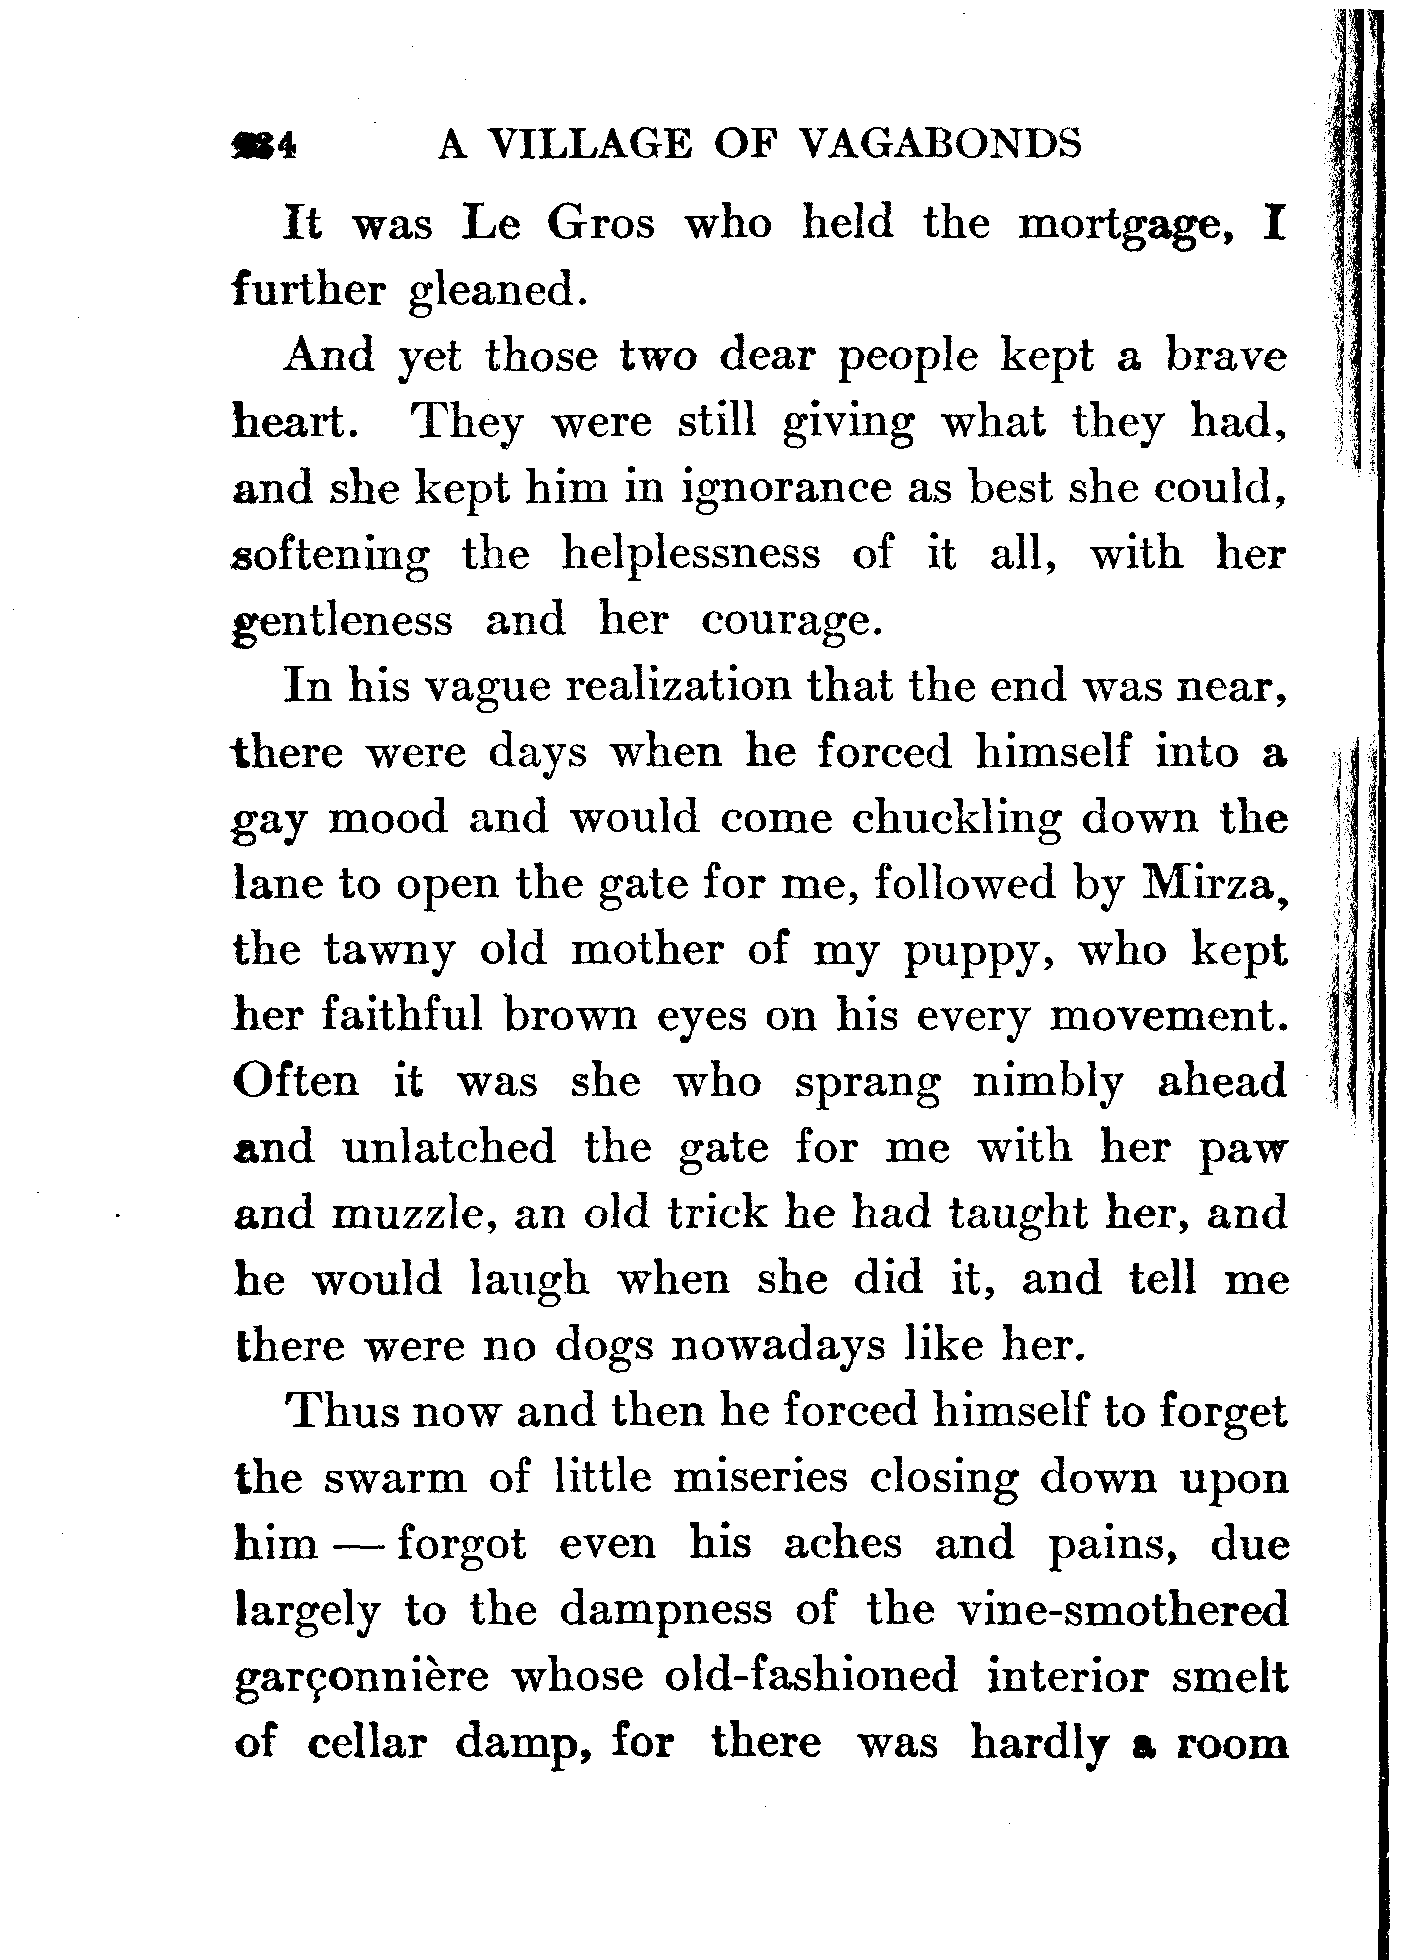 A VILLAGE OF VAGABONDS
It was Le Gros who held the mortgage, I
further gleaned.
And yet those two dear people kept a brave
heart. They were still giving what they had,
and she kept him in ignorance as best she could,
softening the helplessness of it all, with her
gentleness and her courage.
In his vague realization that the end was near,
there were days when he forced himself into a
gay mood and would come chuckling down the
lane to open the gate for me, followed by Mirza,
the tawny old mother of my puppy, who kept
her faithful brown eyes on his every movement.
Often it was she who sprang nimbly ahead
and unlatched the gate for me with her paw
and muzzle, an old trick he had taught her, and
he would laugh when she did it, and tell me
there were no dogs nowadays like her.
Thus now and then he forced himself to forget
the swarm of little miseries closing down upon
him — forgot even his aches and pains, due
largely to the dampness of the vine-smothered
garçonnière whose old-fashioned interior smelt
of cellar damp, for there was hardly a room